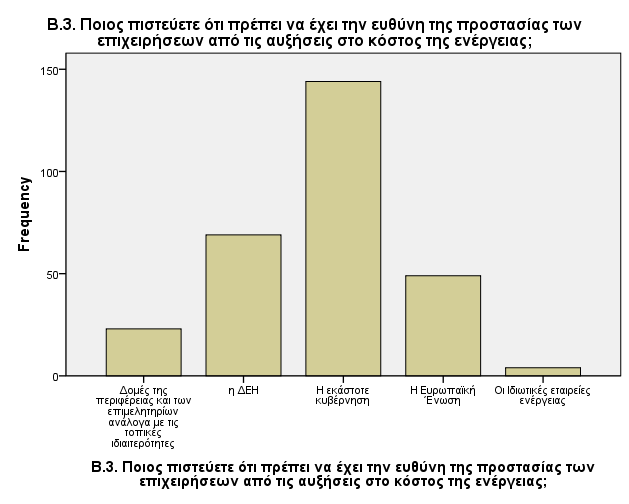 Β.3. Ποιος πιστεύετε ότι πρέπει να έχει την ευθύνη της προστασίας των
επιχειρήσεων από τις αυξήσεις στο κόστος της ενέργειας;
150
100
50
0
Frequency
Δομές της
περιφέρειας και των
επιμελητηρίων
ανάλογα με τις
τοπικές
ιδιαιτερότητες
η ΔΕΗ
Η εκάστοτε
κυβέρνηση
Η Ευρωπαϊκή
Ένωση
Οι Ιδιωτικές εταιρείες
ενέργειας
Β.3. Ποιος πιστεύετε ότι πρέπει να έχει την ευθύνη της προστασίας των
επιχειρήσεων από τις αυξήσεις στο κόστος της ενέργειας;